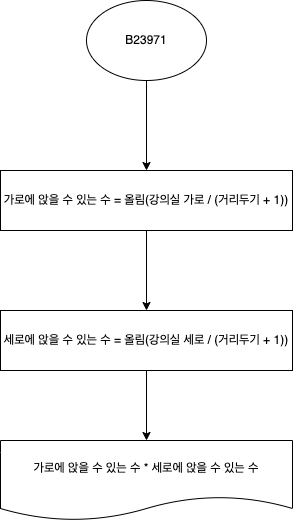 B23971
가로에 앉을 수 있는 수 = 올림(강의실 가로 / (거리두기 + 1))
세로에 앉을 수 있는 수 = 올림(강의실 세로 / (거리두기 + 1))
가로에 앉을 수 있는 수 * 세로에 앉을 수 있는 수